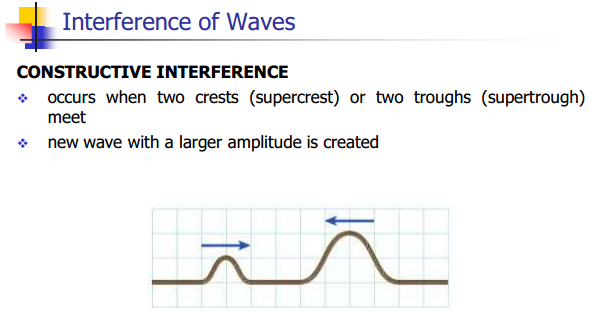 Interference of Waves
CONSTRUCTIVE INTERFERENCE
❖ occurs when two crests (supercrest) or two troughs (supertrough)
meet
❖ new wave with a larger amplitude is created